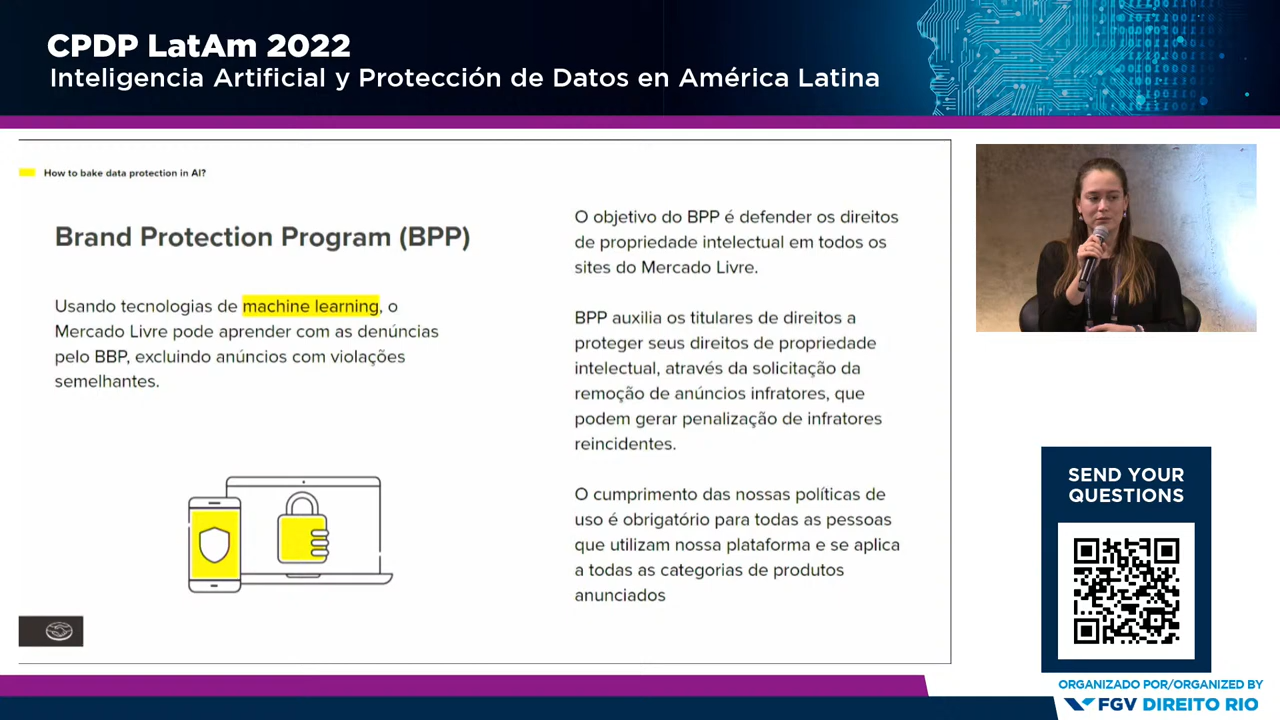 CPDP LatAm 2022
Inteligencia Artificial y Protección de Datos en América Latina
How to bake data protection in AI?
Brand Protection Program (BPP)
Usando tecnologias de machine learning, o
Mercado Livre pode aprender com as denúncias
pelo BBP, excluindo anúncios com violações
semelhantes.
O objetivo do BPP é defender os direitos
de propriedade intelectual em todos os
sites do Mercado Livre.
BPP auxilia os titulares de direitos a
proteger seus direitos de propriedade
intelectual, através da solicitação da
remoção de anúncios infratores, que
podem gerar penalização de infratores
reincidentes.
O cumprimento das nossas políticas de
uso é obrigatório para todas as pessoas
que utilizam nossa plataforma e se aplica
a todas as categorias de produtos
anunciados
SEND YOUR
QUESTIONS
ORGANIZADO POR/ORGANIZED BY
FGV DIREITO RIO